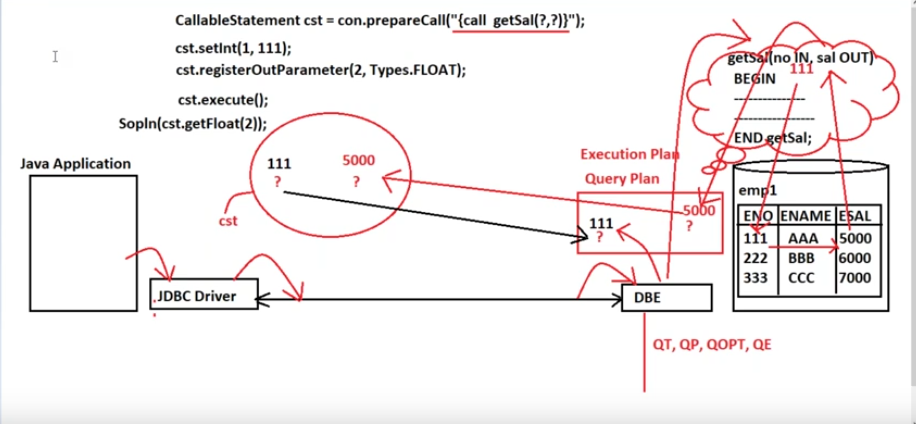 CallableStatement cst = con.prepareCall("{call getSal(?,?)}");
cst.setInt(1, 111);
cst.registerOutParameter(2, Types.FLOAT);
cst.execute();
Sopln(cst.getFloat(2));
getSal(no IN, sal OUT)
111
BEGIN
END getSal;
Java Application
111
5000
?
?
cst
Execution Plan
Query Plan
5000
?
111
?
emp1
ENO ENAME ESAL
111 AAA 5000
222 BBB 6000
333 CCC 7000
JDBC Driver
DBE
QT, QP, QOPT, QE